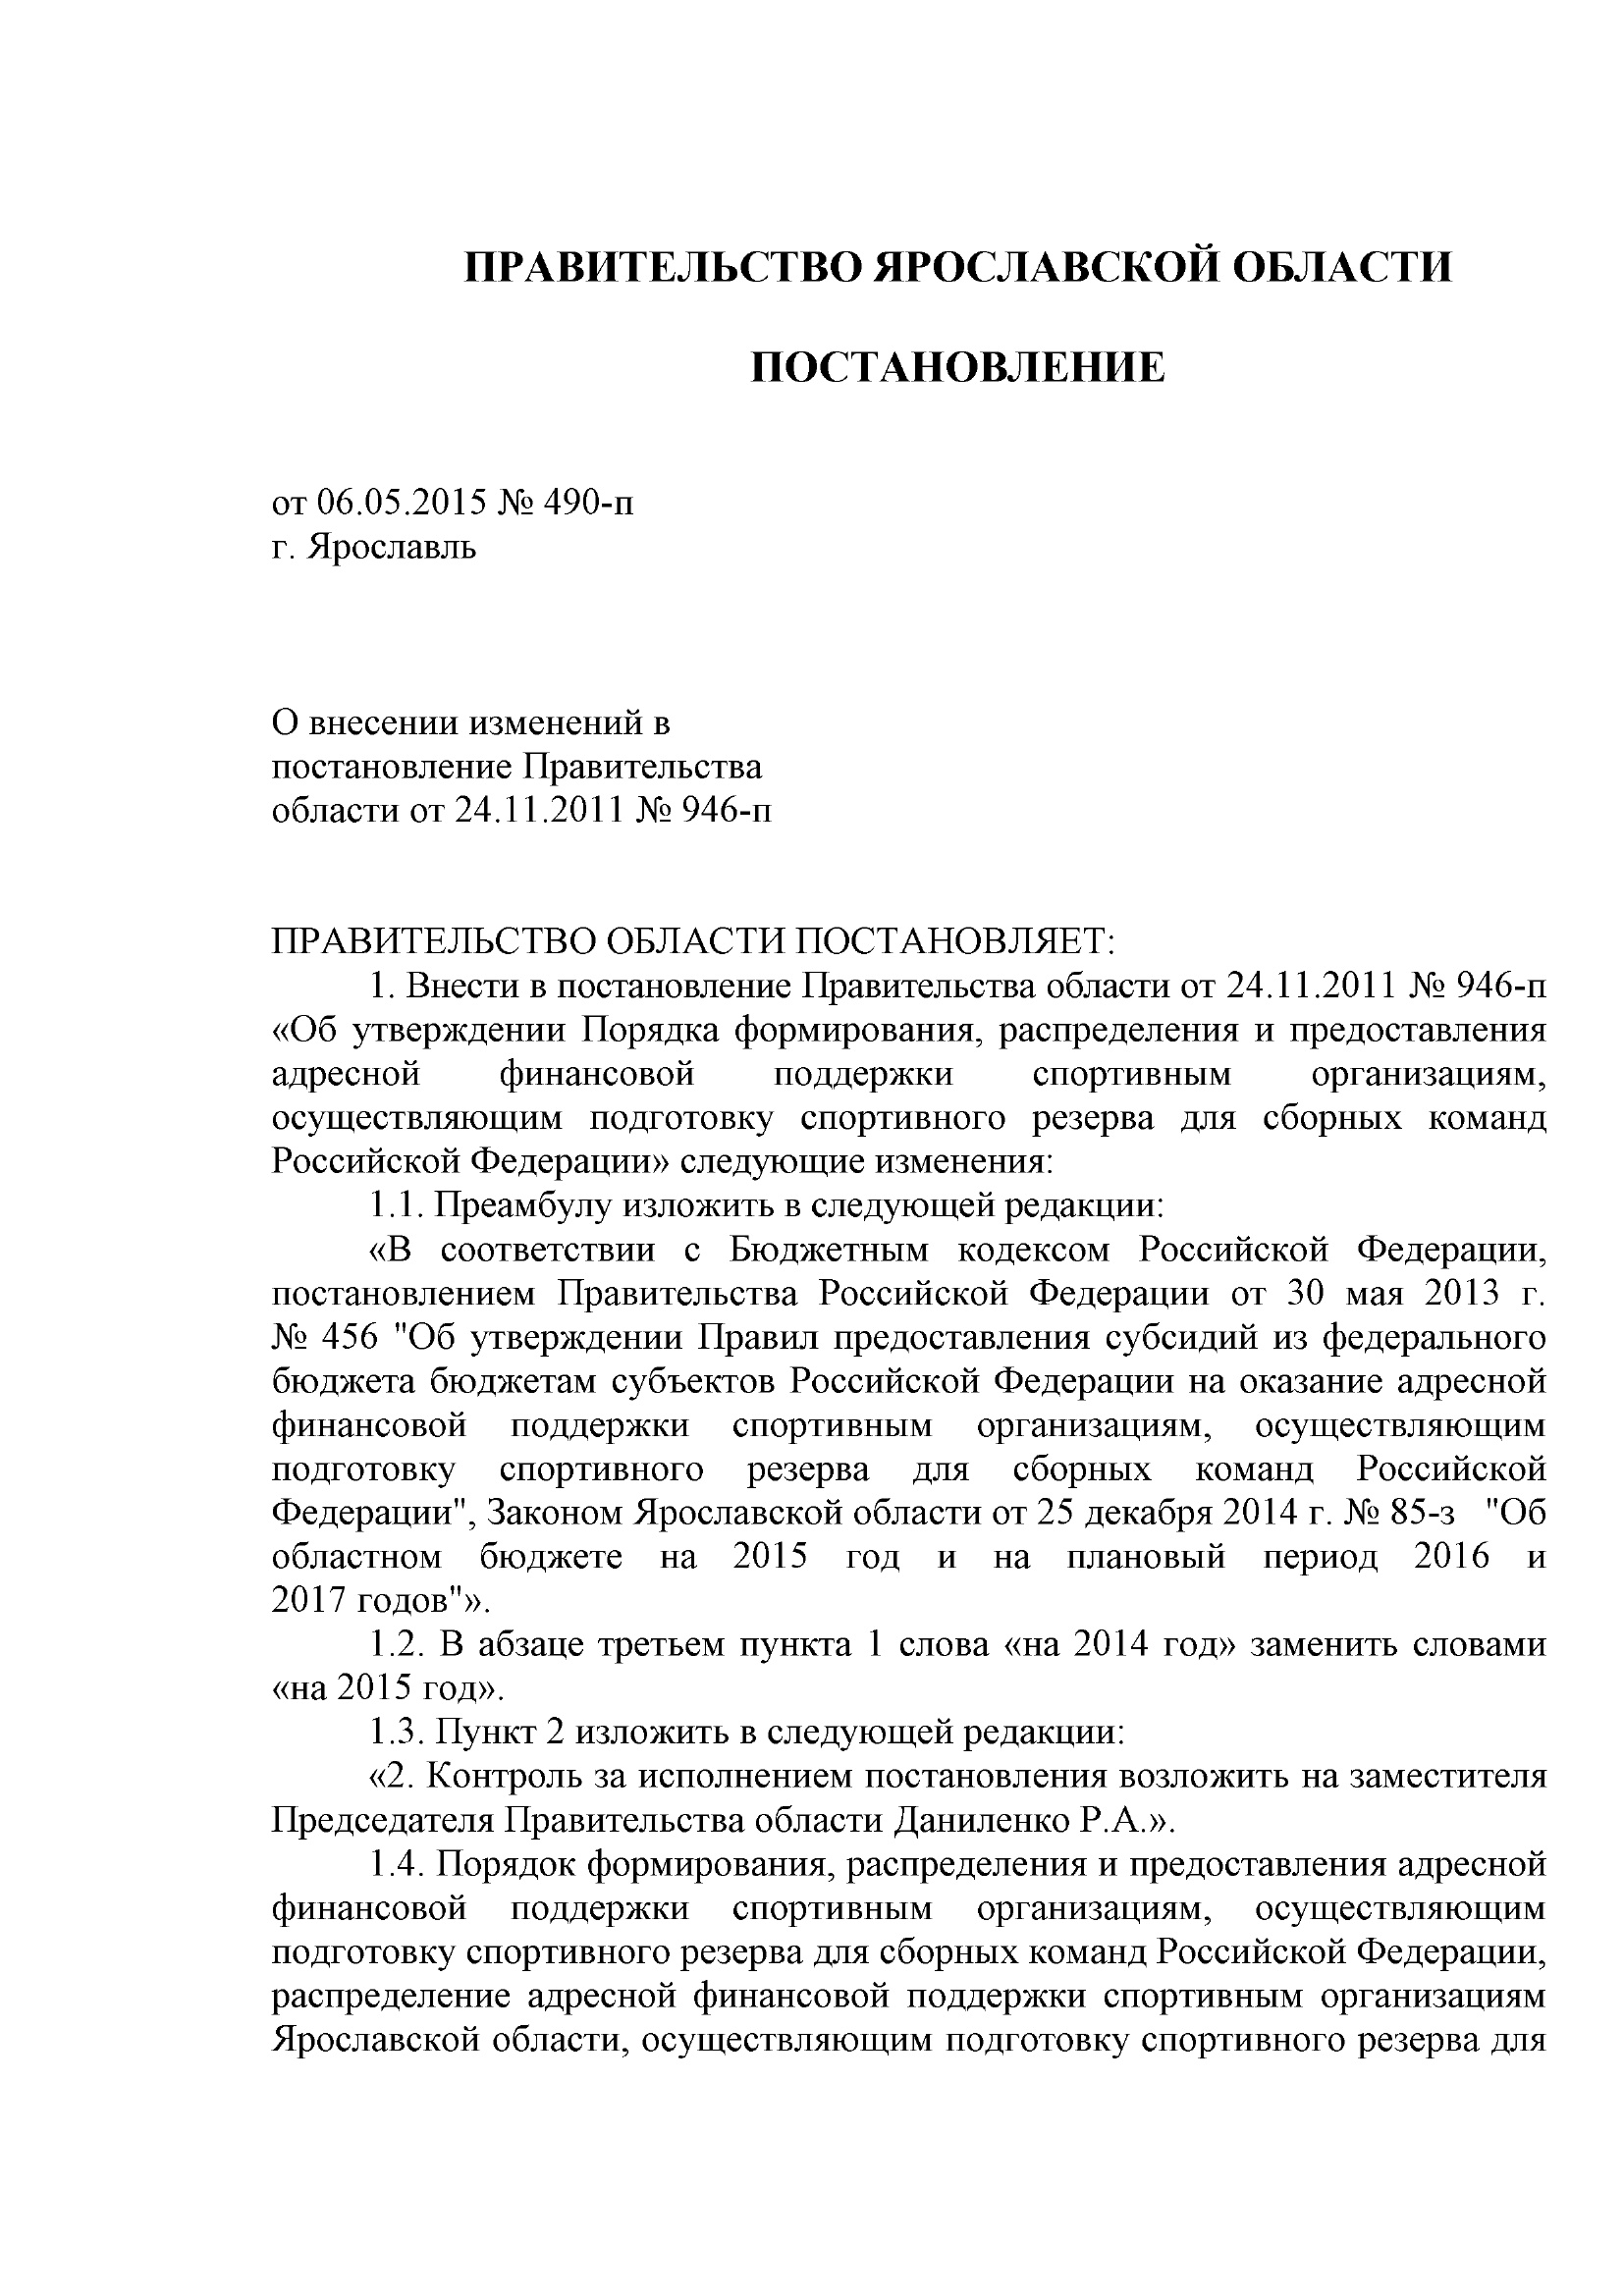 ПРАВИТЕЛЬСТВО ЯРОСЛАВСКОЙ ОБЛАСТИ
ПОСТАНОВЛЕНИЕ
от 06.05.2015 № 490-п
г. Ярославль
О внесении изменений в
постановление Правительства
области от 24.11.2011 № 946-п
ПРАВИТЕЛЬСТВО ОБЛАСТИ ПОСТАНОВЛЯЕТ:
1. Внести в постановление Правительства области от 24.11.2011 № 946-п
«Об утверждении Порядка формирования, распределения и предоставления
адресной финансовой поддержки спортивным организациям,
осуществляющим подготовку спортивного резерва для сборных команд
Российской Федерации» следующие изменения:
1.1. Преамбулу изложить в следующей редакции:
«В соответствии с Бюджетным кодексом Российской Федерации,
постановлением Правительства Российской Федерации от 30 мая 2013 г.
№ 456 "Об утверждении Правил предоставления субсидий из федерального
бюджета бюджетам субъектов Российской Федерации на оказание адресной
финансовой поддержки спортивным организациям, осуществляющим
подготовку спортивного резерва для сборных команд Российской
Федерации", Законом Ярославской области от 25 декабря 2014 г. № 85-з "Об
областном бюджете на 2015 год и на плановый период 2016 и
2017 годов"».
1.2. В абзаце третьем пункта 1 слова «на 2014 год» заменить словами
«на 2015 год».
1.3. Пункт 2 изложить в следующей редакции:
«2. Контроль за исполнением постановления возложить на заместителя
Председателя Правительства области Даниленко Р.А.».
1.4. Порядок формирования, распределения и предоставления адресной
финансовой поддержки спортивным организациям, осуществляющим
подготовку спортивного резерва для сборных команд Российской Федерации,
распределение адресной финансовой поддержки спортивным организациям
Ярославской области, осуществляющим подготовку спортивного резерва для